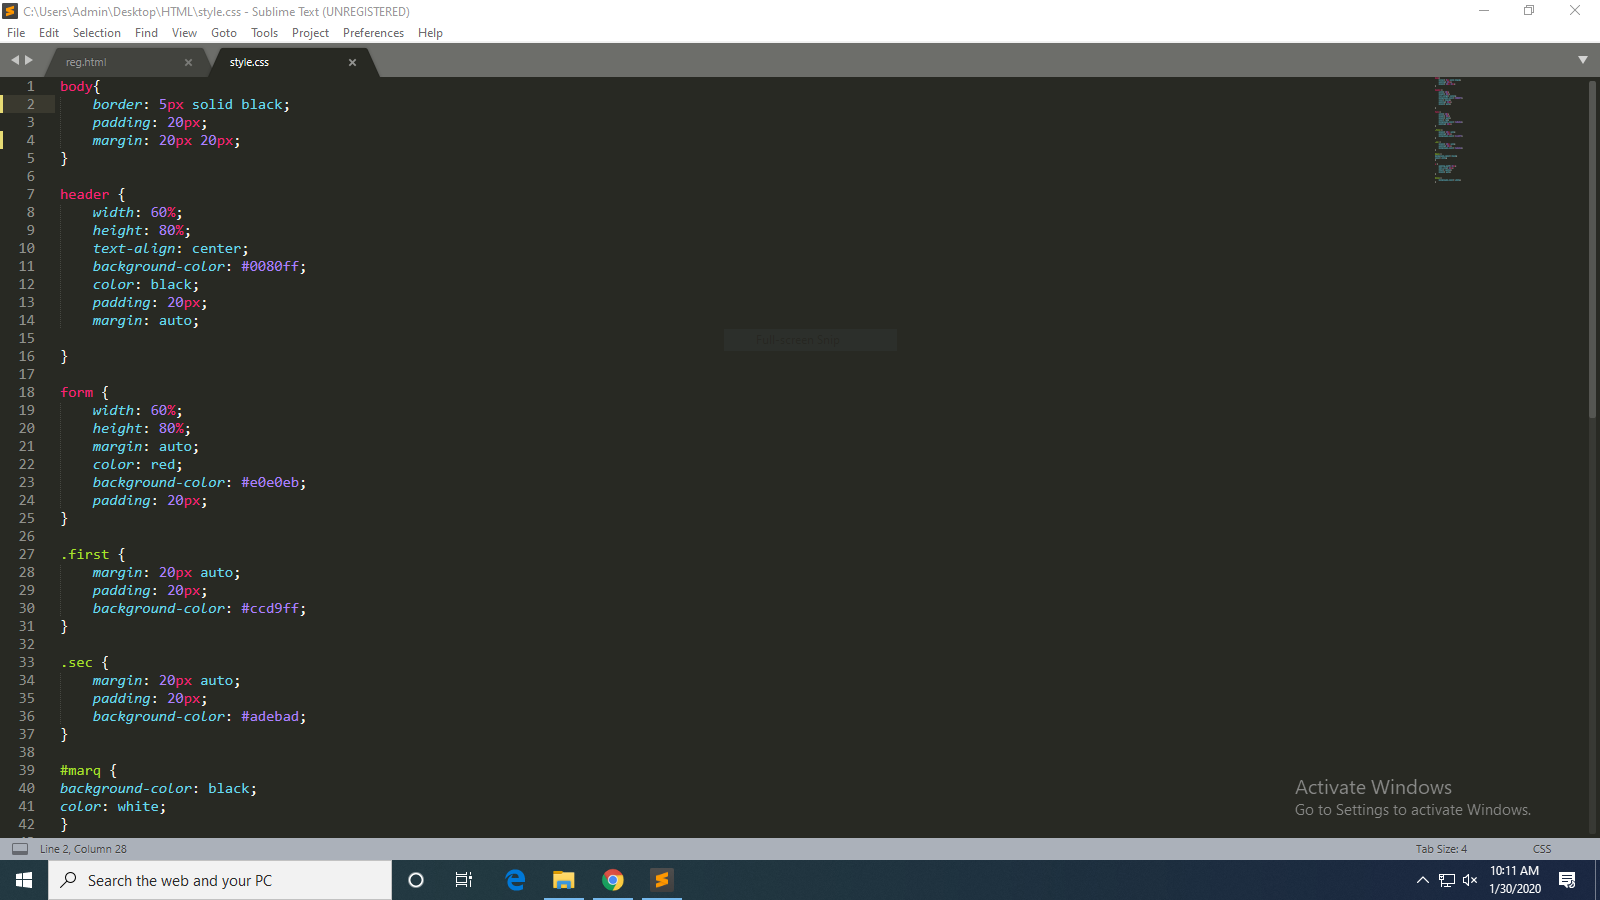 C:\Users\Admin\Desktop\HTML\style.css - Sublime Text (UNREGISTERED)
File Edit Selection Find View Goto Tools Project Preferences Help
reg.html × style.css ×
1 body{
2 border: 5px solid black;
3 padding: 20px;
4 margin: 20px 20px;
5 }
6
7 header {
8 width: 60%;
9 height: 80%;
10 text-align: center;
11 background-color: #0080ff;
12 color: black;
13 padding: 20px;
14 margin: auto;
15
16 }
17
18 form {
19 width: 60%;
20 height: 80%;
21 margin: auto;
22 color: red;
23 background-color: #e0e0eb;
24 padding: 20px;
25 }
26
27 .first {
28 margin: 20px auto;
29 padding: 20px;
30 background-color: #ccd9ff;
31 }
32
33 .sec {
34 margin: 20px auto;
35 padding: 20px;
36 background-color: #adebad;
37 }
38
39 #marq {
40 background-color: black;
41 color: white;
42 }
Full-screen Snip
Activate Windows
Go to Settings to activate Windows.
Line 2, Column 28
Tab Size: 4 CSS
Search the web and your PC
10:11 AM
1/30/2020